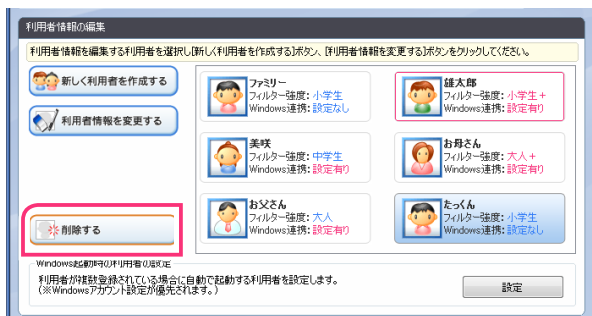 利用者情報の編集
利用者情報を編集する利用者を選択し[新しく利用者を作成する]ボタン、[利用者情報を変更する]ボタンをクリックしてください。
新しく利用者を作成する
利用者情報を変更する
ファミリー
フィルター強度：小学生
Windows連携：設定なし
雄太郎
フィルター強度：小学生＋
Windows連携：設定有り
美咲
フィルター強度：中学生
Windows連携：設定有り
お母さん
フィルター強度：大人＋
Windows連携：設定有り
お父さん
フィルター強度：大人
Windows連携：設定有り
たっくん
フィルター強度：小学生
Windows連携：設定なし
削除する
Windows起動時の利用者の設定
利用者が複数登録されている場合に自動で起動する利用者を設定します。
（※Windowsアカウント設定が優先されます。）
設定